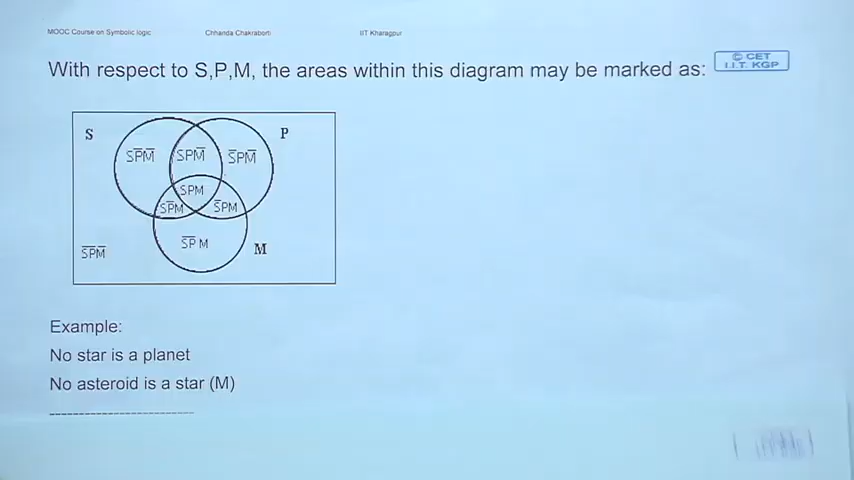 MOOC Course on Symbolic logic Chhanda Chakraborti IIT Kharagpur
With respect to S,P,M, the areas within this diagram may be marked as:
© CET
I.I.T. KGP
S P
SP̅M̅ SPM̅ S̅PM̅
SPM
SP̅M S̅PM
S̅P̅ M M
S̅P̅M̅
Example:
No star is a planet
No asteroid is a star (M)